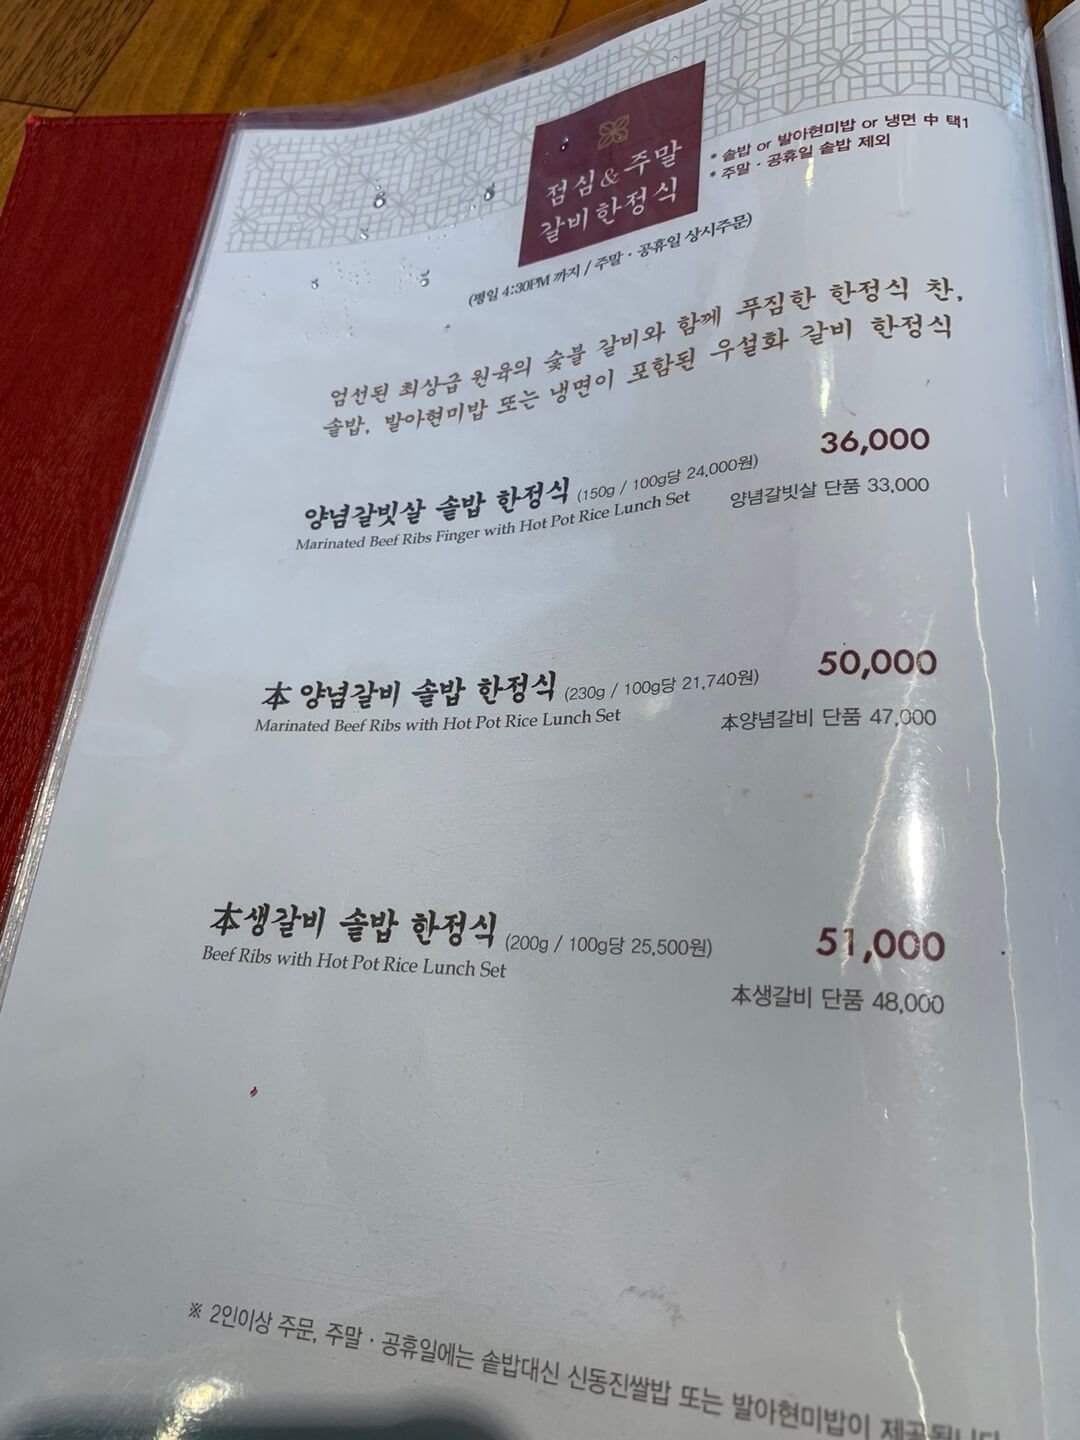 점심&주말
갈비한정식
* 솥밥 or 발아현미밥 or 냉면 中 택1
* 주말 · 공휴일 솥밥 제외
(평일 4:30PM 까지 / 주말 · 공휴일 상시주문)
엄선된 최상급 원육의 숯불 갈비와 함께 푸짐한 한정식 찬,
솥밥, 발아현미밥 또는 냉면이 포함된 우설화 갈비 한정식
양념갈빗살 솥밥 한정식 (150g / 100g당 24,000원) 36,000
Marinated Beef Ribs Finger with Hot Pot Rice Lunch Set 양념갈빗살 단품 33,000
本 양념갈비 솥밥 한정식 (230g / 100g당 21,740원) 50,000
Marinated Beef Ribs with Hot Pot Rice Lunch Set 本양념갈비 단품 47,000
本생갈비 솥밥 한정식 (200g / 100g당 25,500원) 51,000
Beef Ribs with Hot Pot Rice Lunch Set 本생갈비 단품 48,000
※ 2인이상 주문, 주말 · 공휴일에는 솥밥대신 신동진쌀밥 또는 발아현미밥이 제공됩니다